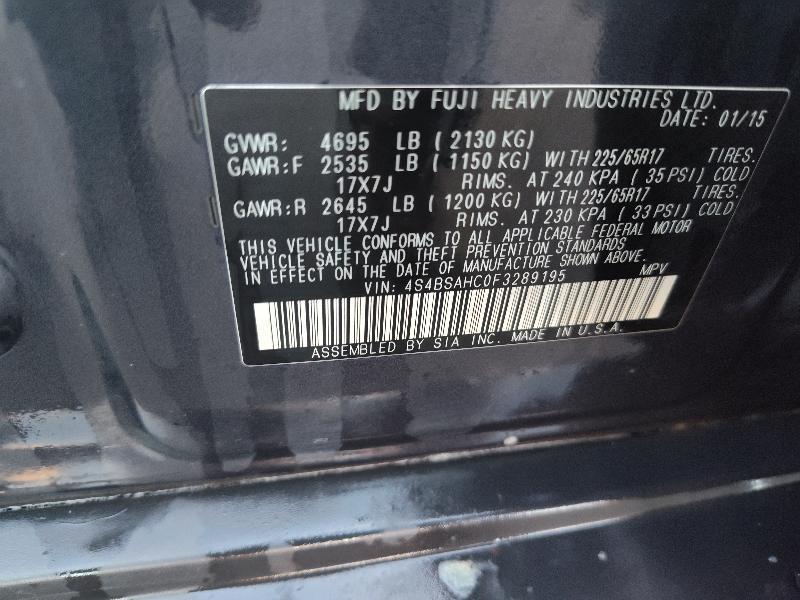 MFD BY FUJI HEAVY INDUSTRIES LTD.
DATE: 01/15
GVWR: 4695 LB ( 2130 KG)
GAWR:F 2535 LB ( 1150 KG) WITH 225/65R17 TIRES.
17X7J RIMS. AT 240 KPA ( 35 PSI) COLD
GAWR:R 2645 LB ( 1200 KG) WITH 225/65R17 TIRES.
17X7J RIMS. AT 230 KPA ( 33 PSI) COLD
THIS VEHICLE CONFORMS TO ALL APPLICABLE FEDERAL MOTOR
VEHICLE SAFETY AND THEFT PREVENTION STANDARDS
IN EFFECT ON THE DATE OF MANUFACTURE SHOWN ABOVE.
VIN: 4S4BSAHC0F3289195 MPV
ASSEMBLED BY SIA INC. MADE IN U.S.A.